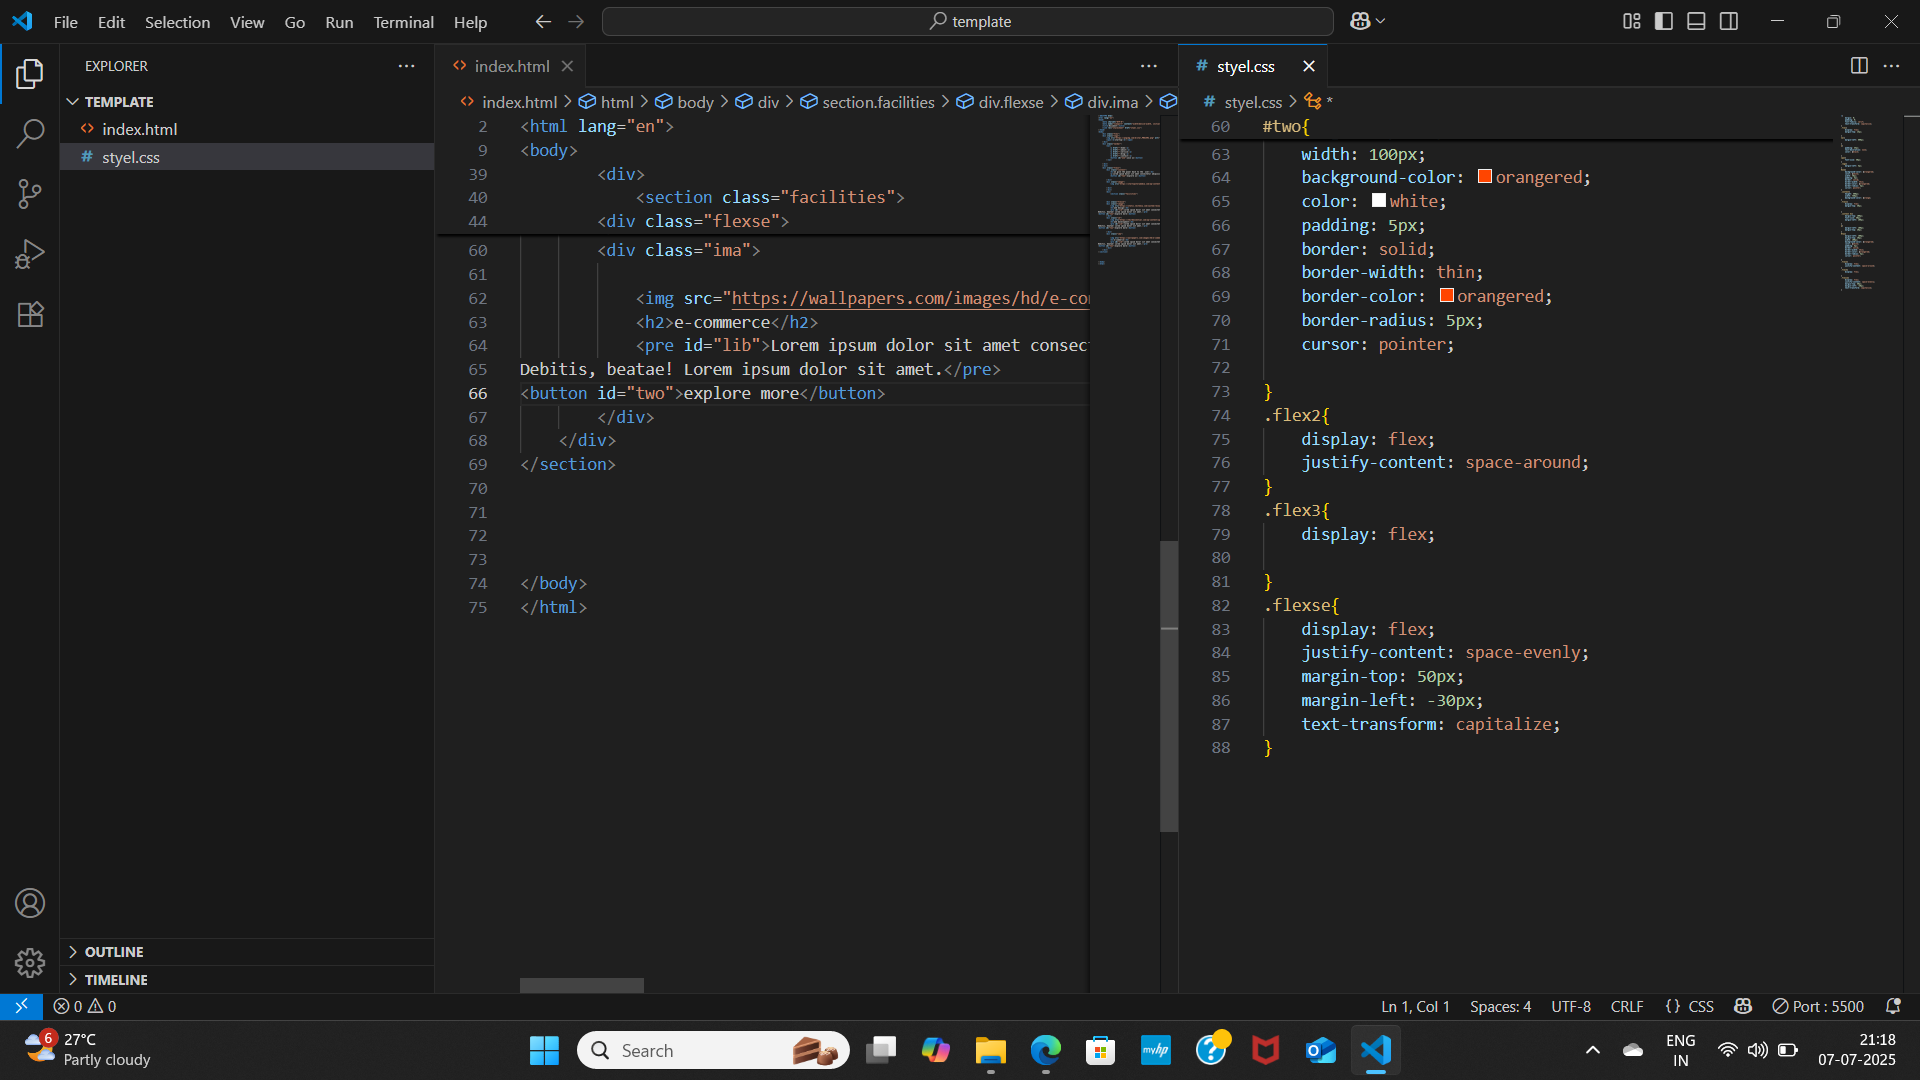 File Edit Selection View Go Run Terminal Help
template
EXPLORER
TEMPLATE
index.html
styel.css
OUTLINE
TIMELINE
index.html
index.html > html > body > div > section.facilities > div.flexse > div.ima >
2 <html lang="en">
9 <body>
39 <div>
40 <section class="facilities">
44 <div class="flexse">
60 <div class="ima">
61
62 <img src="https://wallpapers.com/images/hd/e-co
63 <h2>e-commerce</h2>
64 <pre id="lib">Lorem ipsum dolor sit amet consec
65 Debitis, beatae! Lorem ipsum dolor sit amet.</pre>
66 <button id="two">explore more</button>
67 </div>
68 </div>
69 </section>
70
71
72
73
74 </body>
75 </html>
styel.css
styel.css > *
60 #two{
63 width: 100px;
64 background-color: orangered;
65 color: white;
66 padding: 5px;
67 border: solid;
68 border-width: thin;
69 border-color: orangered;
70 border-radius: 5px;
71 cursor: pointer;
72
73 }
74 .flex2{
75 display: flex;
76 justify-content: space-around;
77 }
78 .flex3{
79 display: flex;
80
81 }
82 .flexse{
83 display: flex;
84 justify-content: space-evenly;
85 margin-top: 50px;
86 margin-left: -30px;
87 text-transform: capitalize;
88 }
0 0
Ln 1, Col 1 Spaces: 4 UTF-8 CRLF {} CSS Port : 5500
6
27°C
Partly cloudy
Search
myhp
ENG
IN
21:18
07-07-2025